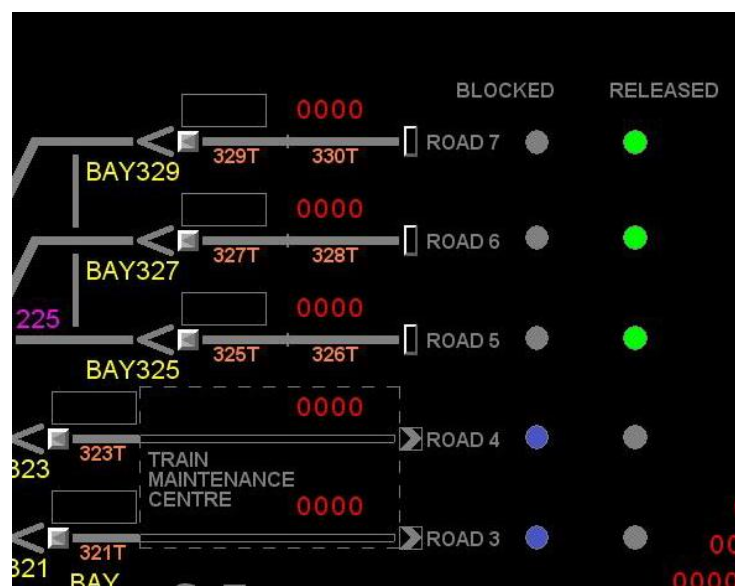 BLOCKED RELEASED
0000
ROAD 7
329T 330T
BAY329
0000
ROAD 6
327T 328T
BAY327
0000
225
ROAD 5
325T 326T
BAY325
0000
ROAD 4
323T
323
TRAIN
MAINTENANCE
CENTRE
0000
ROAD 3
321T
321
BAY
0000